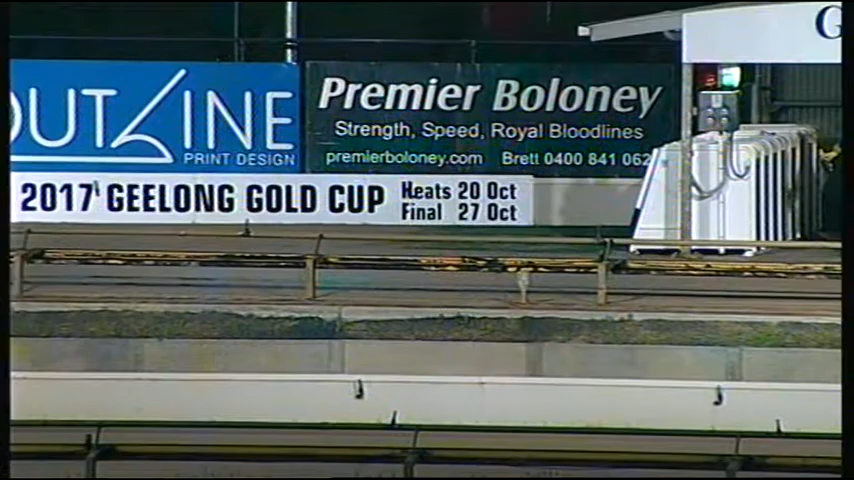 OUTLINE
PRINT DESIGN
Premier Boloney
Strength, Speed, Royal Bloodlines
premierboloney.com Brett 0400 841 062
2017 GEELONG GOLD CUP
Heats 20 Oct
Final 27 Oct
G